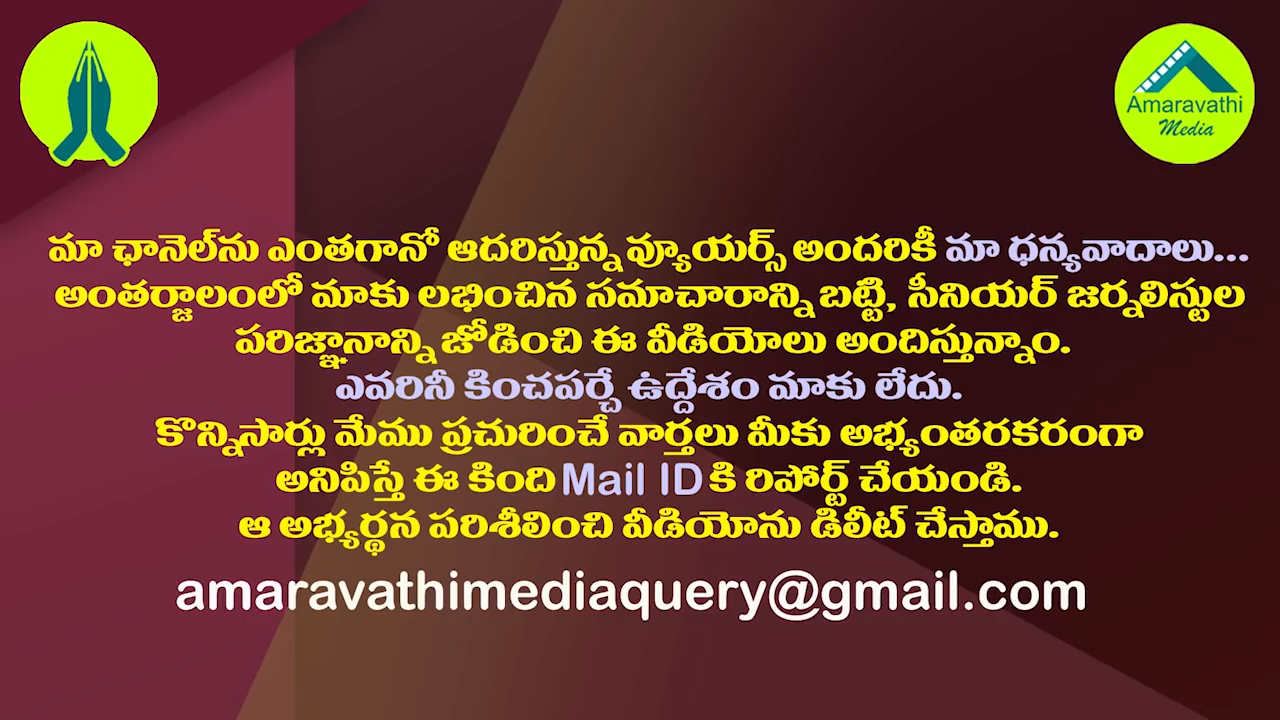 Amaravathi
Media
మా ఛానెల్‌ను ఎంతగానో ఆదరిస్తున్న వ్యూయర్స్ అందరికీ మా ధన్యవాదాలు...
అంతర్జాలంలో మాకు లభించిన సమాచారాన్ని బట్టి, సీనియర్ జర్నలిస్టుల
పరిజ్ఞానాన్ని జోడించి ఈ వీడియోలు అందిస్తున్నాం.
ఎవరినీ కించపర్చే ఉద్దేశం మాకు లేదు.
కొన్నిసార్లు మేము ప్రచురించే వార్తలు మీకు అభ్యంతరకరంగా
అనిపిస్తే ఈ కింది Mail ID కి రిపోర్ట్ చేయండి.
ఆ అభ్యర్థన పరిశీలించి వీడియోను డిలీట్ చేస్తాము.
amaravathimediaquery@gmail.com